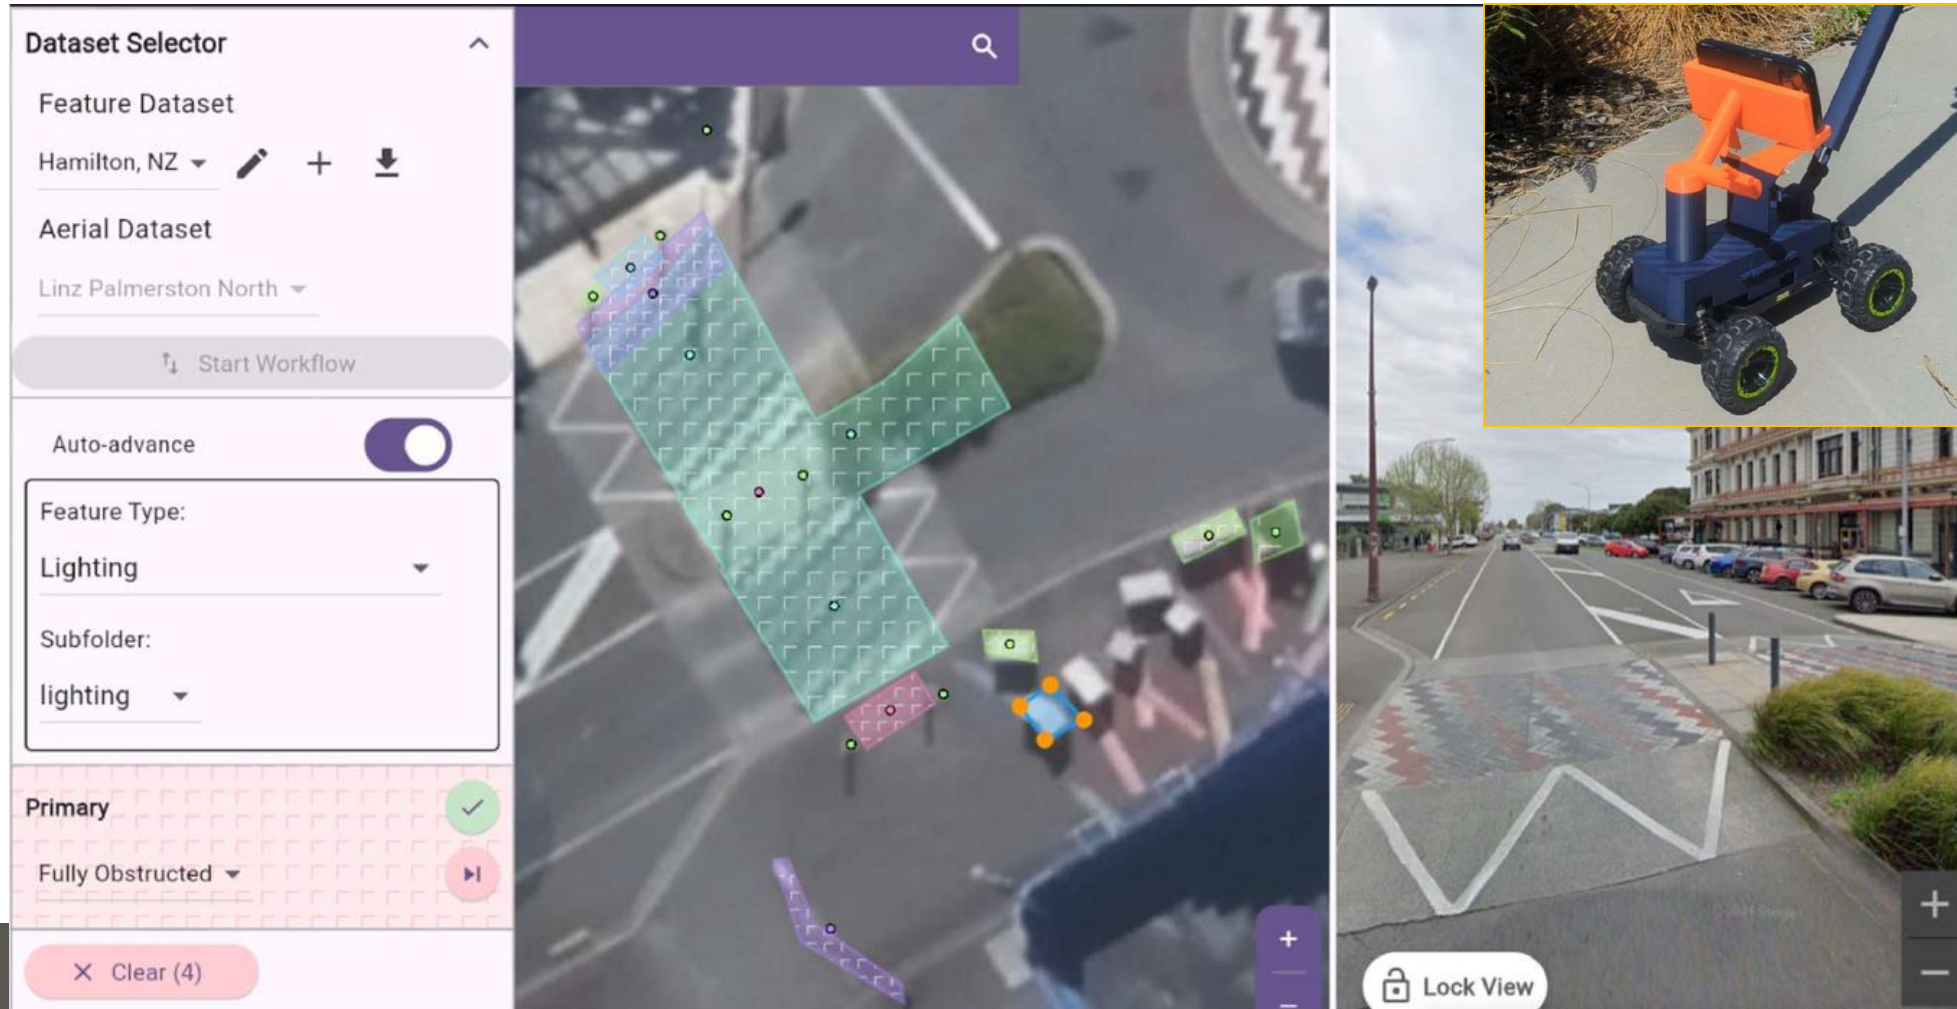 Dataset Selector
Feature Dataset
Hamilton, NZ
Aerial Dataset
Linz Palmerston North
Start Workflow
Auto-advance
Feature Type:
Lighting
Subfolder:
lighting
Primary
Fully Obstructed
Clear (4)
Lock View